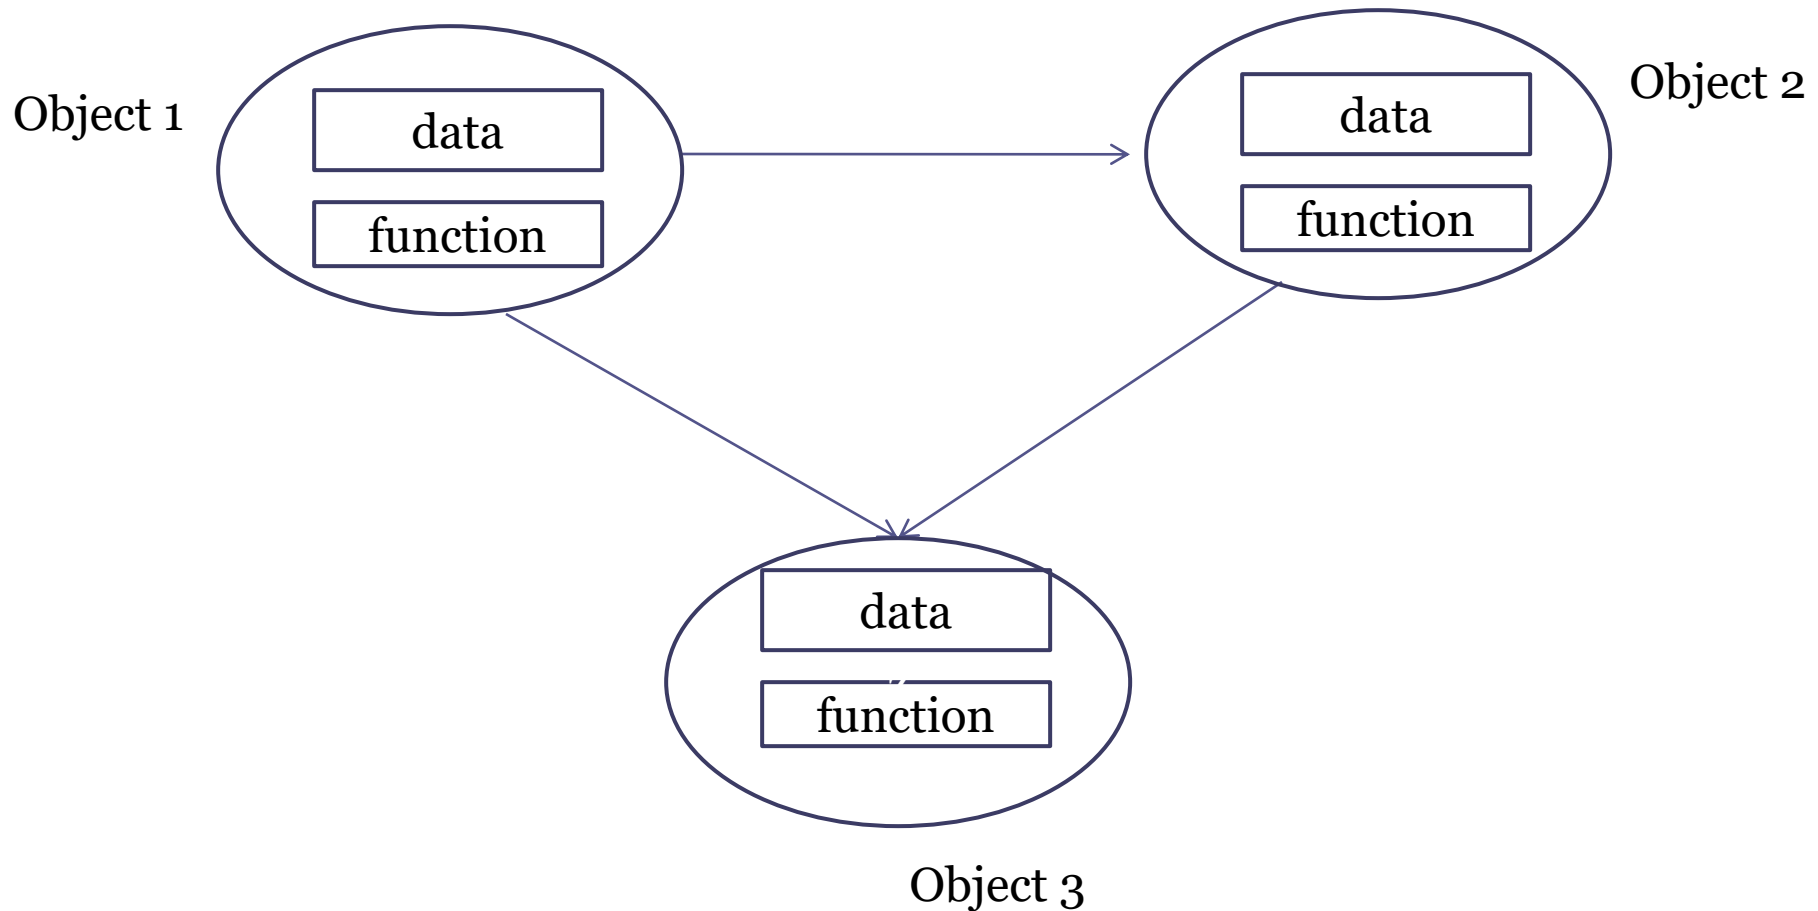 Object 1
data
function
Object 2
data
function
data
function
Object 3